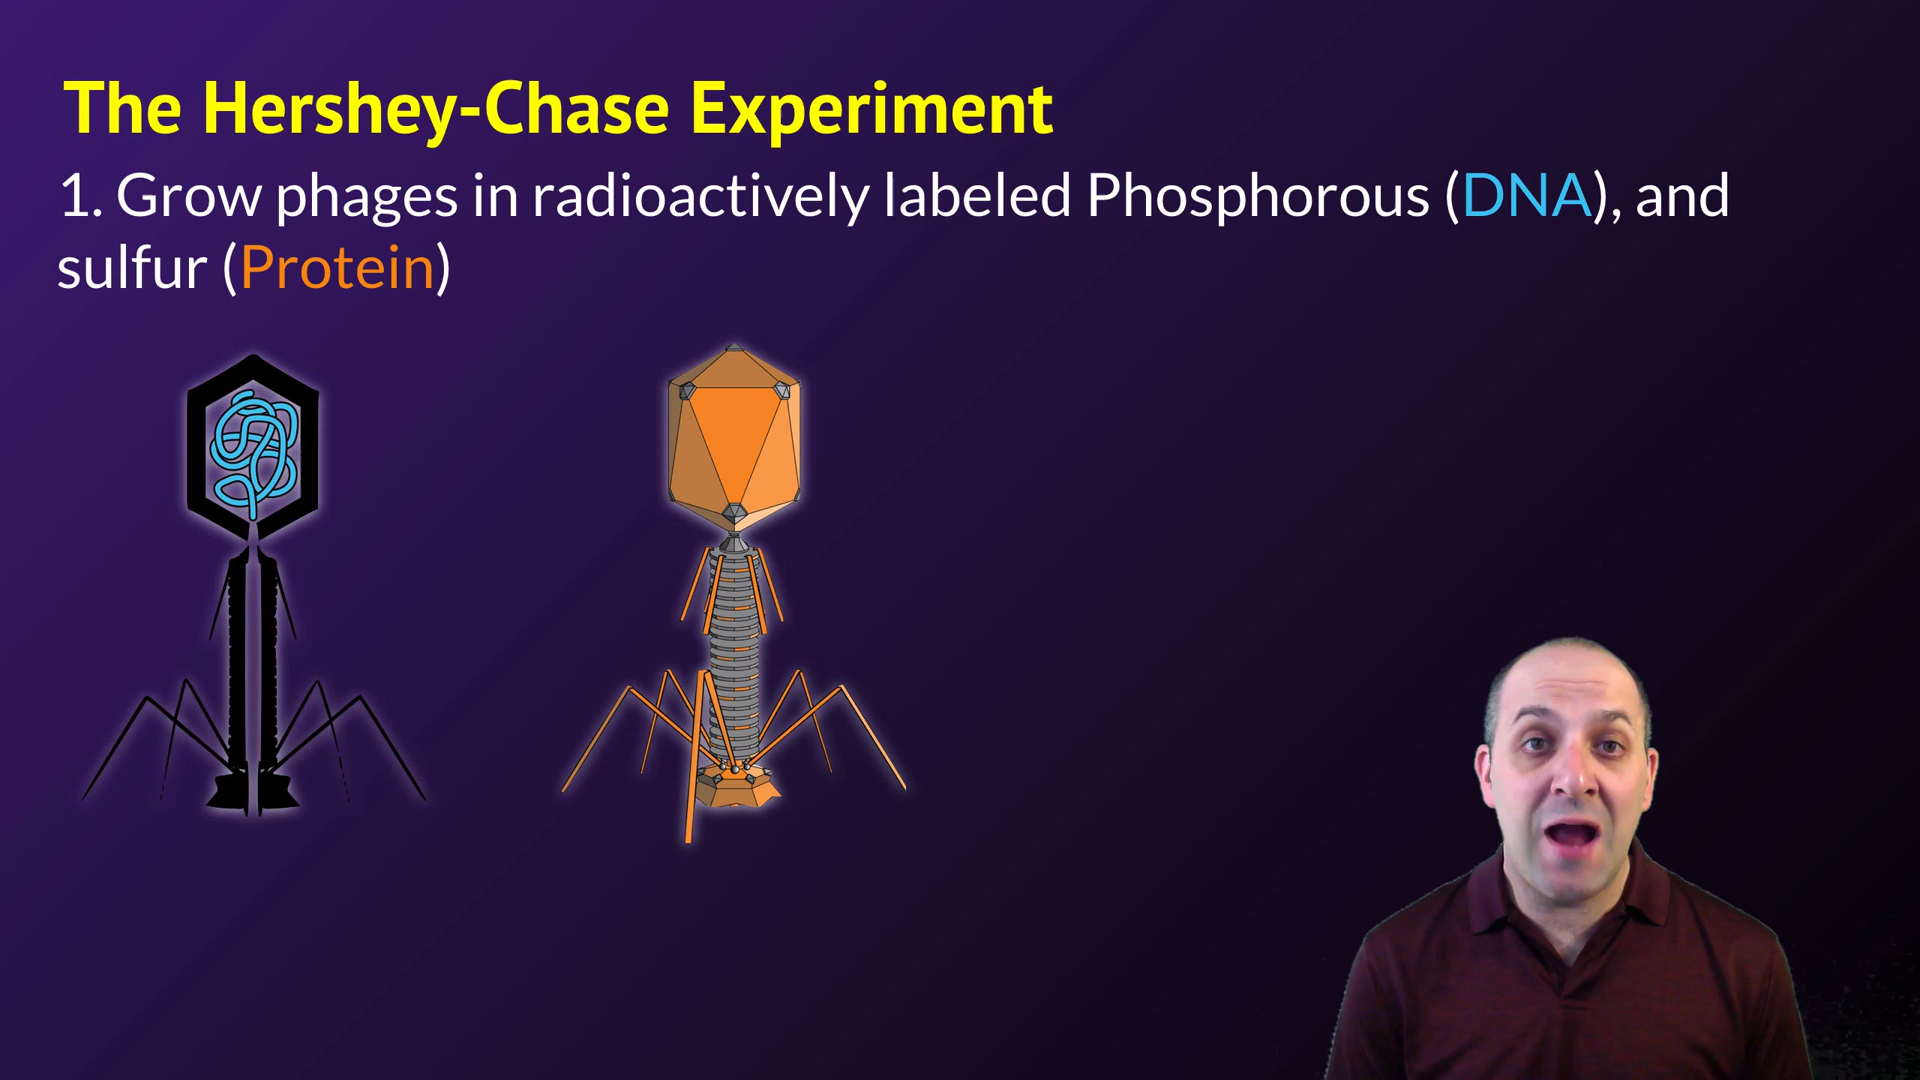 The Hershey-Chase Experiment
1. Grow phages in radioactively labeled Phosphorous (DNA), and
sulfur (Protein)